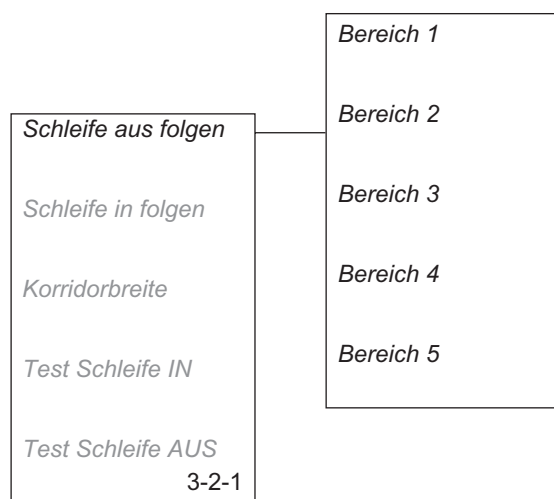 Schleife aus folgen
Schleife in folgen
Korridorbreite
Test Schleife IN
Test Schleife AUS
3-2-1
Bereich 1
Bereich 2
Bereich 3
Bereich 4
Bereich 5